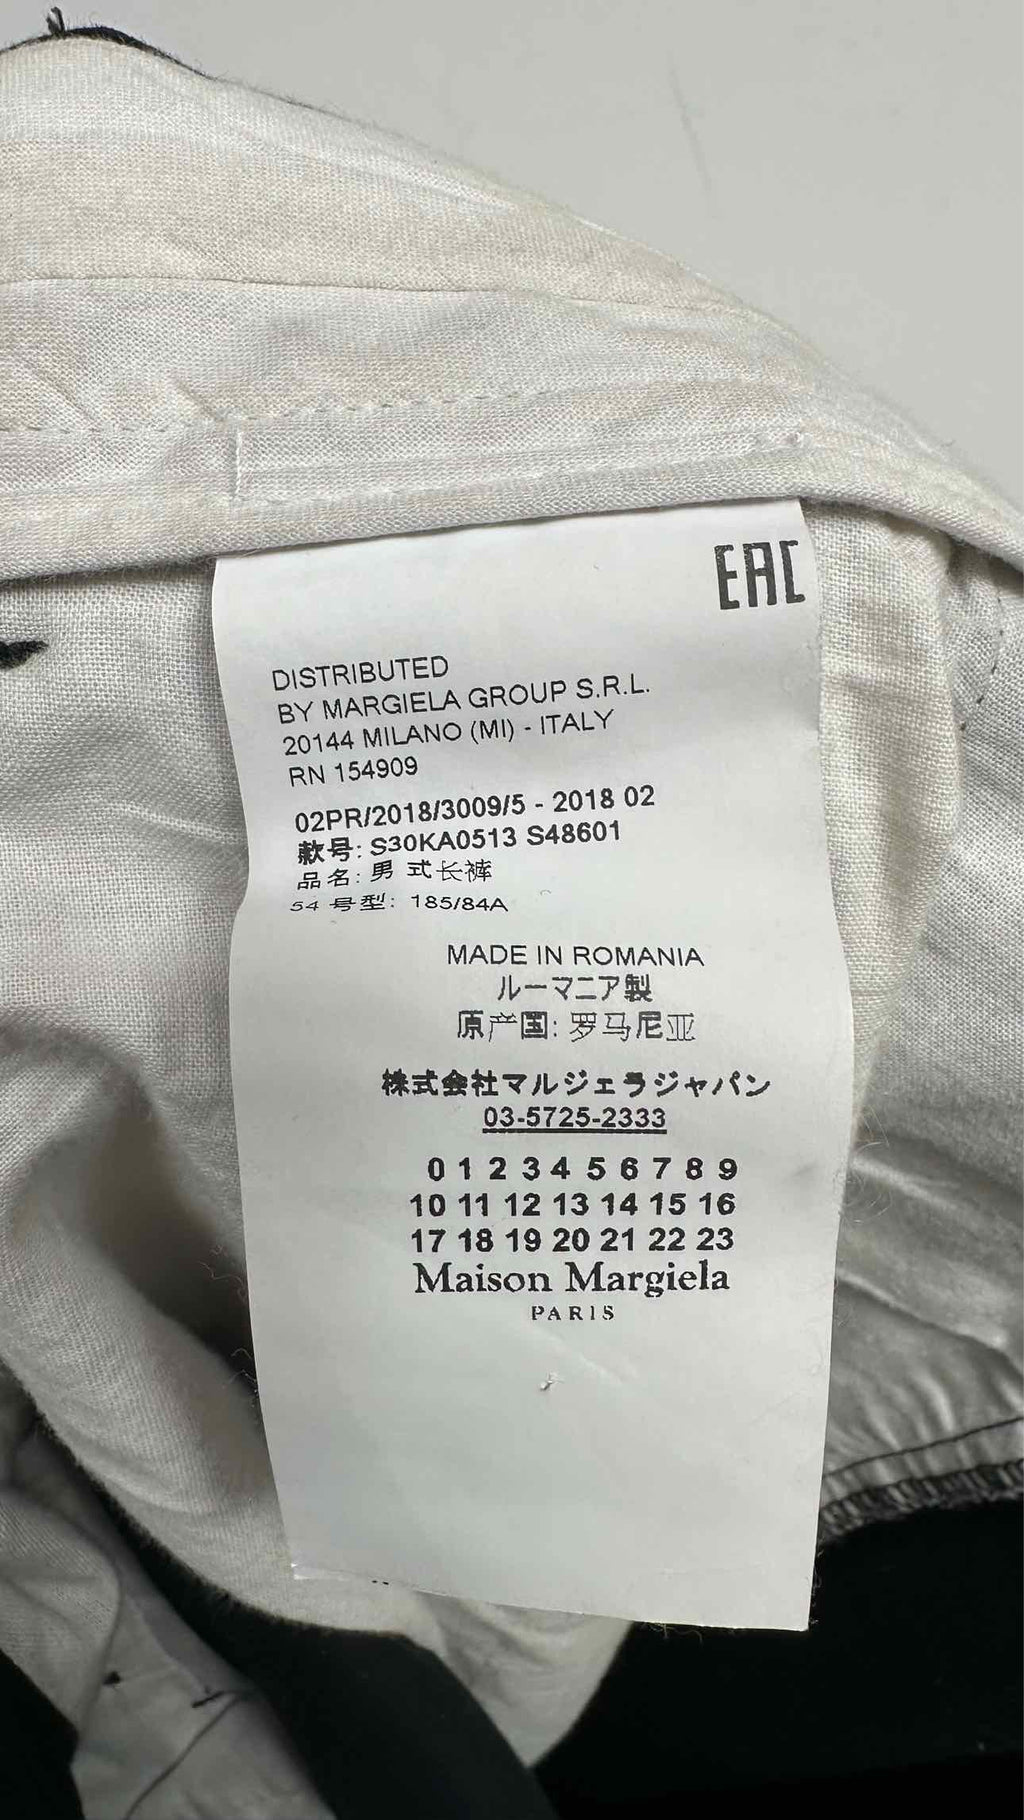 EAC
DISTRIBUTED
BY MARGIELA GROUP S.R.L.
20144 MILANO (MI) - ITALY
RN 154909
02PR/2018/3009/5 - 2018 02
款号: S30KA0513 S48601
品名: 男 式长裤
54 号型: 185/84A
MADE IN ROMANIA
ルーマニア製
原产国: 罗马尼亚
株式会社マルジェラジャパン
03-5725-2333
0 1 2 3 4 5 6 7 8 9
10 11 12 13 14 15 16
17 18 19 20 21 22 23
Maison Margiela
PARIS